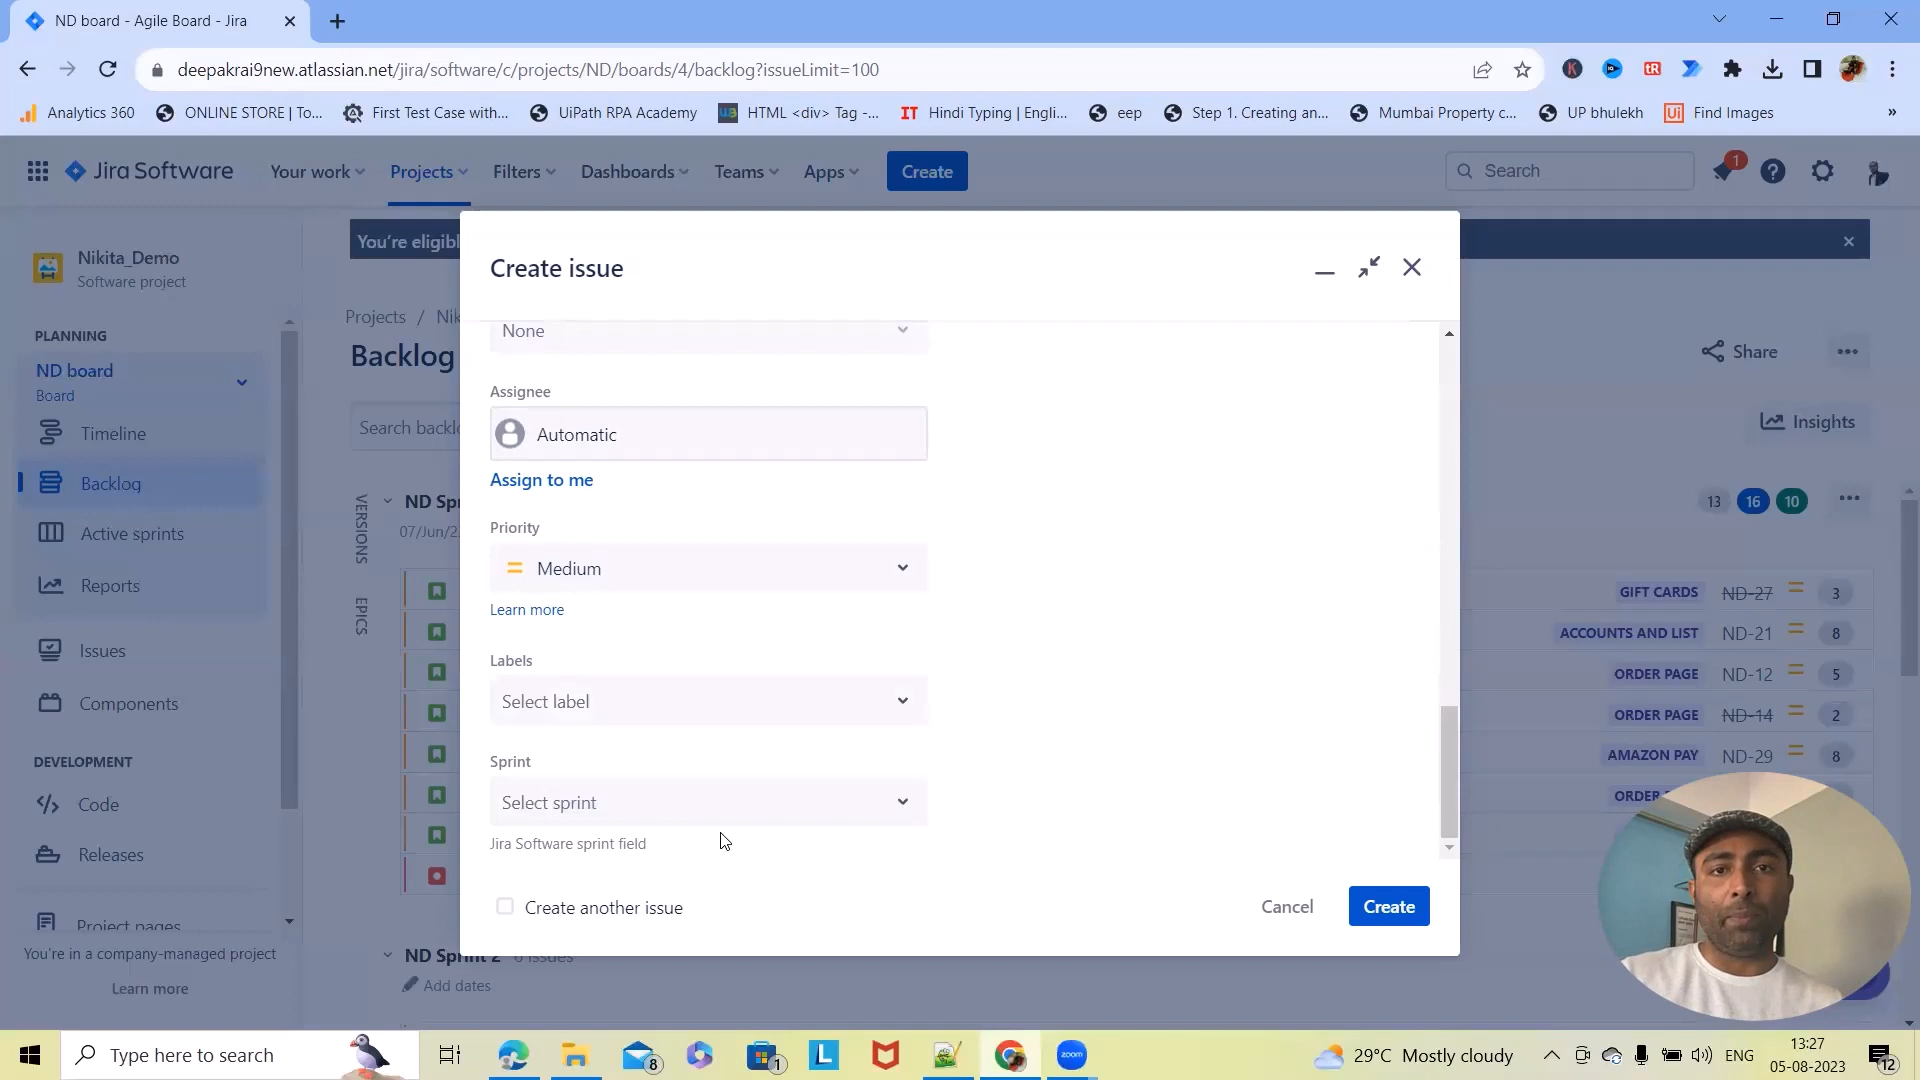 ND board - Agile Board - Jira
deepakrai9new.atlassian.net/jira/software/c/projects/ND/boards/4/backlog?issueLimit=100
Analytics 360
ONLINE STORE | To...
First Test Case with...
UiPath RPA Academy
HTML <div> Tag -...
Hindi Typing | Engli...
eep
Step 1. Creating an...
Mumbai Property c...
UP bhulekh
Find Images
Jira Software
Your work
Projects
Filters
Dashboards
Teams
Apps
Create
Search
1
Nikita_Demo
Software project
PLANNING
ND board
Board
Timeline
Backlog
Active sprints
Reports
Issues
Components
DEVELOPMENT
Code
Releases
Project pages
You're in a company-managed project
Learn more
You're eligibl
Projects / Nik
Backlog
Search backl
VERSIONS
EPICS
ND Sp
07/Jun/2
Share
Insights
13 16 10
GIFT CARDS ND-27 3
ACCOUNTS AND LIST ND-21 8
ORDER PAGE ND-12 5
ORDER PAGE ND-14 2
AMAZON PAY ND-29 8
ORDER
ND Sprint 2 6 issues
Add dates
Create issue
None
Assignee
Automatic
Assign to me
Priority
Medium
Learn more
Labels
Select label
Sprint
Select sprint
Jira Software sprint field
Create another issue
Cancel
Create
Type here to search
8
1
L
zoom
29°C Mostly cloudy
ENG
13:27
05-08-2023
12